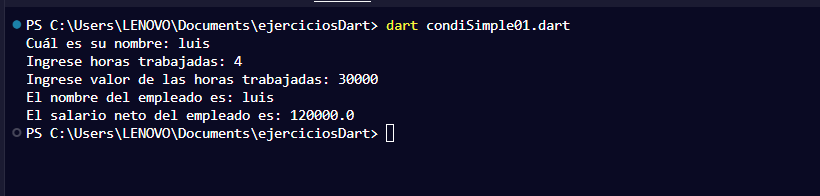 PS C:\Users\LENOVO\Documents\ejerciciosDart> dart condiSimple01.dart
Cuál es su nombre: luis
Ingrese horas trabajadas: 4
Ingrese valor de las horas trabajadas: 30000
El nombre del empleado es: luis
El salario neto del empleado es: 120000.0
PS C:\Users\LENOVO\Documents\ejerciciosDart>